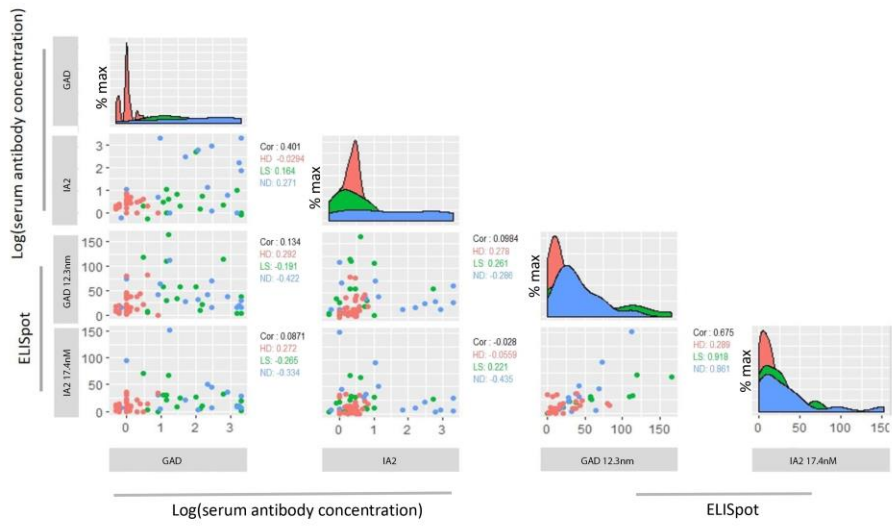 Log(serum antibody concentration)
ELISpot
GAD
% max
IA2
3
2
1
0
Cor : 0.401
HD: -0.0294
LS: 0.164
ND: 0.271
% max
GAD 12.3nm
150
100
50
0
Cor : 0.134
HD: 0.292
LS: -0.191
ND: -0.422
Cor : 0.0984
HD: 0.278
LS: 0.261
ND: -0.286
% max
IA2 17.4nM
150
100
50
0
Cor : 0.0871
HD: 0.272
LS: -0.265
ND: -0.334
Cor : -0.028
HD: -0.0559
LS: 0.221
ND: -0.435
Cor : 0.675
HD: 0.289
LS: 0.919
ND: 0.861
% max
0 1 2 3
0 1 2 3
0 50 100 150
0 50 100 150
GAD
IA2
GAD 12.3nm
IA2 17.4nM
Log(serum antibody concentration)
ELISpot